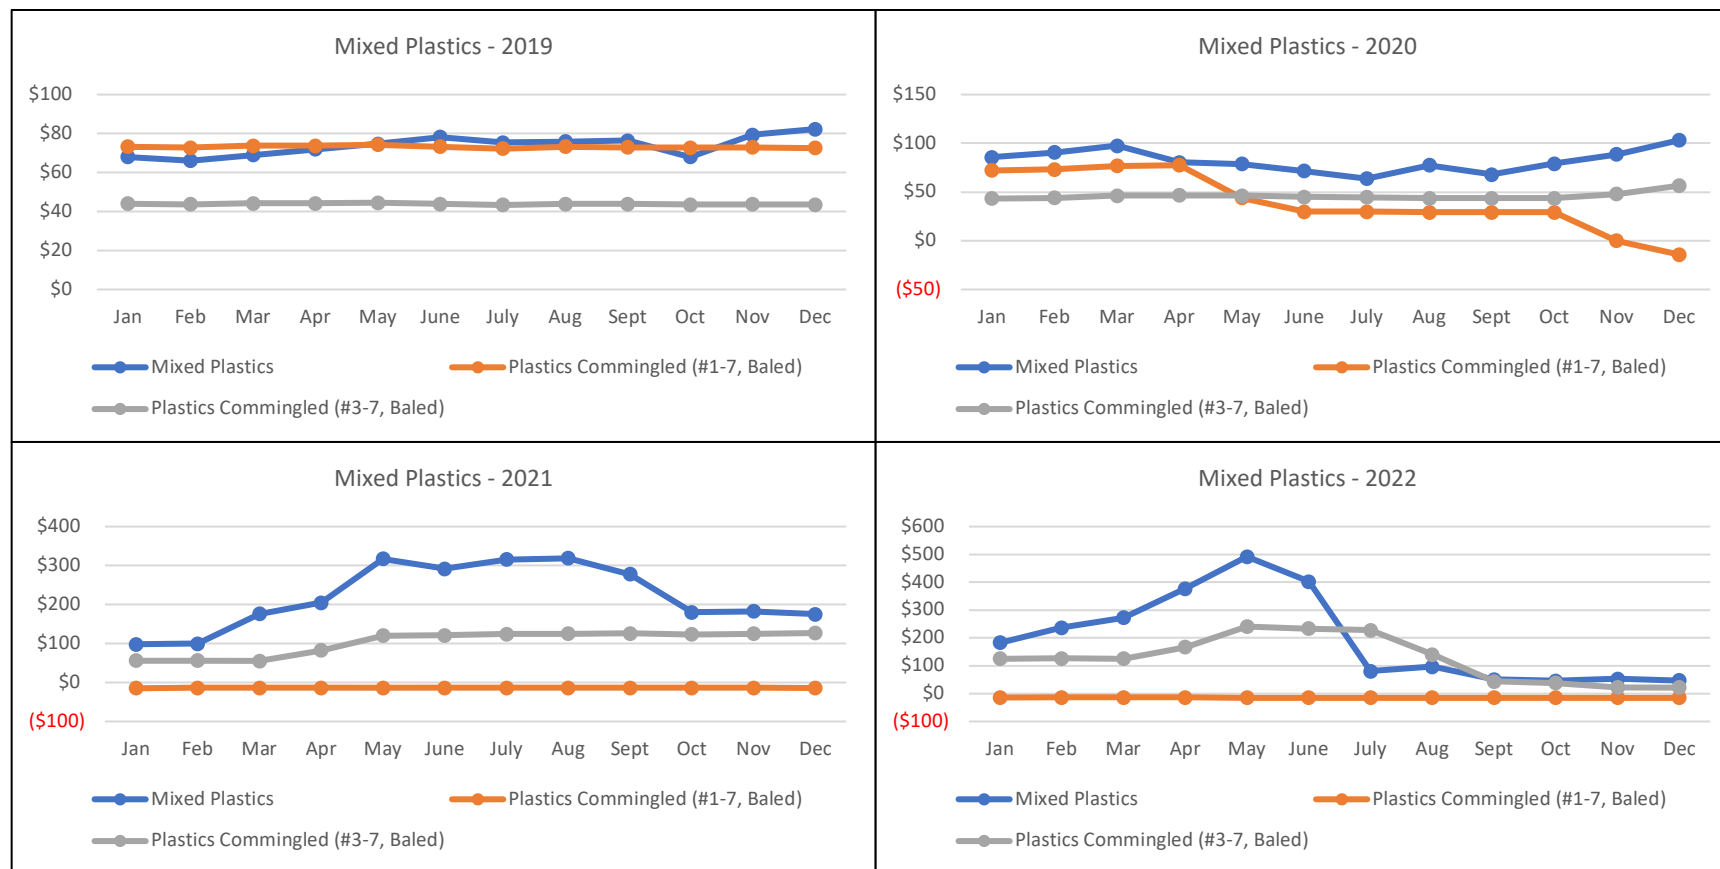 Mixed Plastics - 2019
$100
$80
$60
$40
$20
$0
Jan Feb Mar Apr May June July Aug Sept Oct Nov Dec
Mixed Plastics Plastics Commingled (#1-7, Baled)
Plastics Commingled (#3-7, Baled)
Mixed Plastics - 2020
$150
$100
$50
$0
($50)
Jan Feb Mar Apr May June July Aug Sept Oct Nov Dec
Mixed Plastics Plastics Commingled (#1-7, Baled)
Plastics Commingled (#3-7, Baled)
Mixed Plastics - 2021
$400
$300
$200
$100
$0
($100)
Jan Feb Mar Apr May June July Aug Sept Oct Nov Dec
Mixed Plastics Plastics Commingled (#1-7, Baled)
Plastics Commingled (#3-7, Baled)
Mixed Plastics - 2022
$600
$500
$400
$300
$200
$100
$0
($100)
Jan Feb Mar Apr May June July Aug Sept Oct Nov Dec
Mixed Plastics Plastics Commingled (#1-7, Baled)
Plastics Commingled (#3-7, Baled)